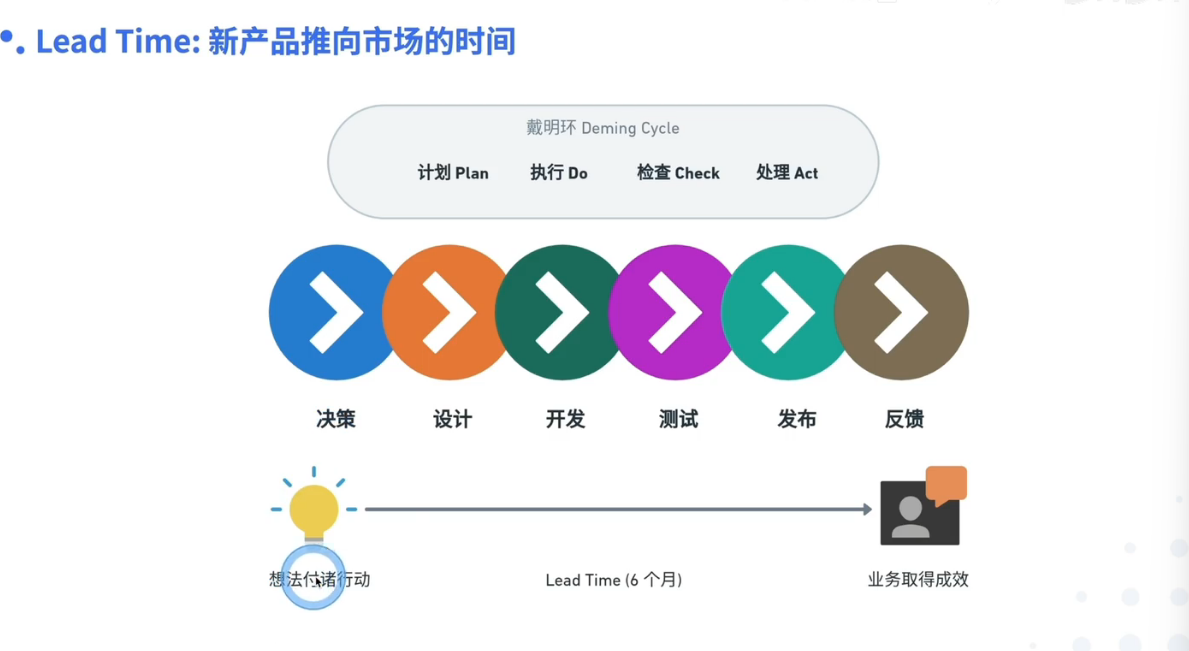 Lead Time: 新产品推向市场的时间
戴明环 Deming Cycle
计划 Plan 执行 Do 检查 Check 处理 Act
决策 设计 开发 测试 发布 反馈
想法付诸行动 Lead Time (6 个月) 业务取得成效